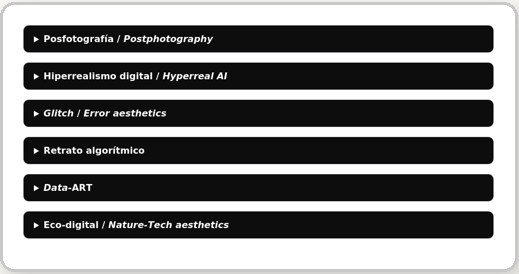 Posfotografía / Postphotography
Hiperrealismo digital / Hyperreal AI
Glitch / Error aesthetics
Retrato algorítmico
Data-ART
Eco-digital / Nature-Tech aesthetics